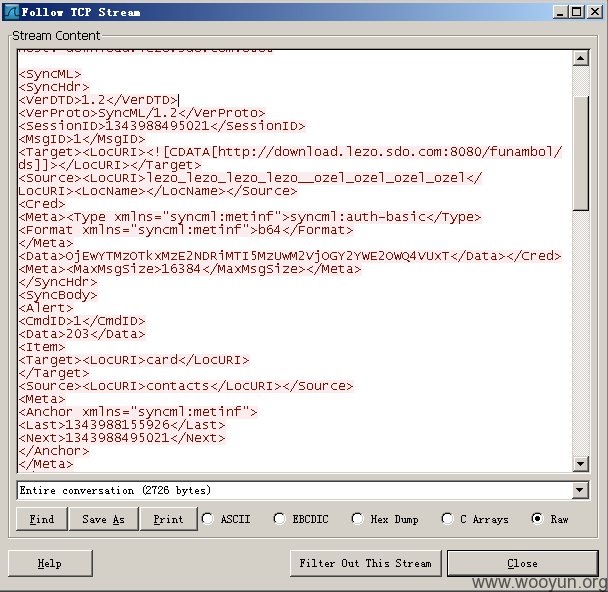 Follow TCP Stream
Stream Content
Host: download.lezo.sdo.com:8080
<SyncML>
<SyncHdr>
<VerDTD>1.2</VerDTD>
<VerProto>SyncML/1.2</VerProto>
<SessionID>1343988495021</SessionID>
<MsgID>1</MsgID>
<Target><LocURI><![CDATA[http://download.lezo.sdo.com:8080/funambol/
ds]]></LocURI></Target>
<Source><LocURI>lezo_lezo_lezo_lezo__ozel_ozel_ozel_ozel</
LocURI><LocName></LocName></Source>
<Cred>
<Meta><Type xmlns="syncml:metinf">syncml:auth-basic</Type>
<Format xmlns="syncml:metinf">b64</Format>
</Meta>
<Data>OjEwYTMzOTkxMzE2NDRiMTI5MzUwM2VjOGY2YWE2OWQ4VUxT</Data></Cred>
<Meta><MaxMsgSize>16384</MaxMsgSize></Meta>
</SyncHdr>
<SyncBody>
<Alert>
<CmdID>1</CmdID>
<Data>203</Data>
<Item>
<Target><LocURI>card</LocURI>
</Target>
<Source><LocURI>contacts</LocURI></Source>
<Meta>
<Anchor xmlns="syncml:metinf">
<Last>1343988155926</Last>
<Next>1343988495021</Next>
</Anchor>
</Meta>
Entire conversation (2726 bytes)
Find Save As Print ASCII EBCDIC Hex Dump C Arrays Raw
Help Filter Out This Stream Close
www.wooyun.org